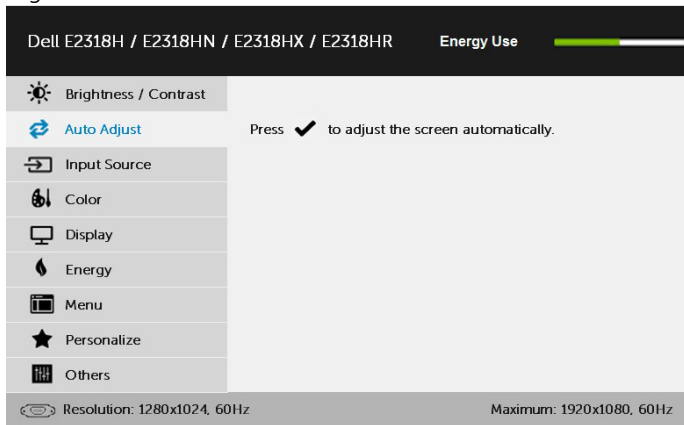 Dell E2318H / E2318HN / E2318HX / E2318HR Energy Use
Brightness / Contrast
Auto Adjust
Press ✔ to adjust the screen automatically.
Input Source
Color
Display
Energy
Menu
Personalize
Others
Resolution: 1280x1024, 60Hz Maximum: 1920x1080, 60Hz